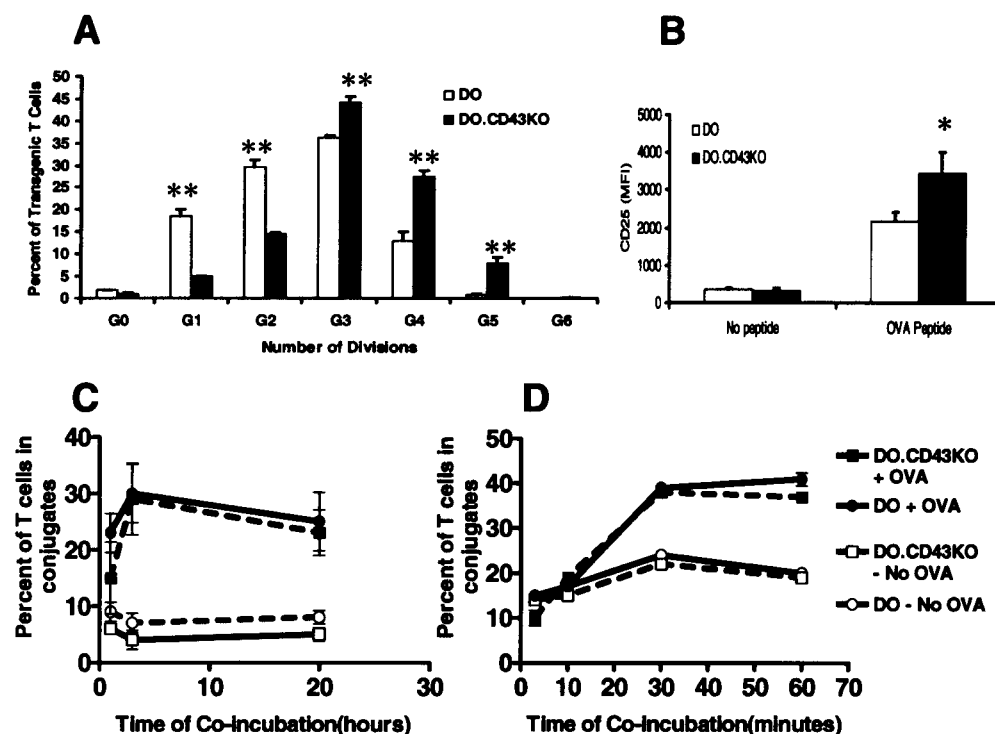 A
50
45
40
35
30
25
20
15
10
5
0
Percent of Transgenic T Cells
**
**
**
**
**
DO
DO.CD43KO
G0 G1 G2 G3 G4 G5 G6
Number of Divisions
B
5000
4000
3000
2000
1000
0
CD25 (MFI)
DO
DO.CD43KO
*
No peptide OVA Peptide
C
40
30
20
10
0
Percent of T cells in
conjugates
0 10 20 30
Time of Co-incubation(hours)
D
50
40
30
20
10
0
Percent of T cells in
conjugates
0 10 20 30 40 50 60 70
Time of Co-incubation(minutes)
DO.CD43KO
+ OVA
DO + OVA
DO.CD43KO
- No OVA
DO - No OVA